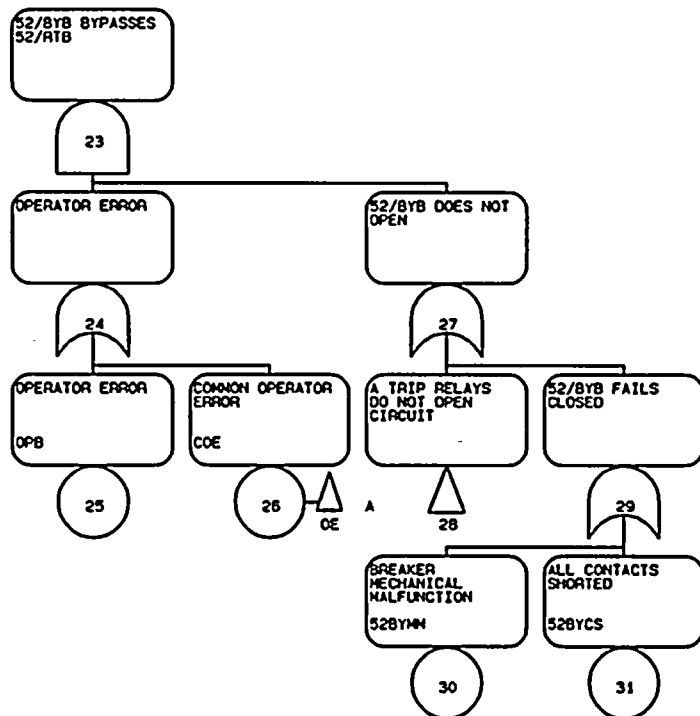 52/BYB BYPASSES
52/RTB
23
OPERATOR ERROR
52/BYB DOES NOT
OPEN
24
27
OPERATOR ERROR
OPB
COMMON OPERATOR
ERROR
COE
A TRIP RELAYS
DO NOT OPEN
CIRCUIT
52/BYB FAILS
CLOSED
25
26
OE
A
28
29
BREAKER
MECHANICAL
MALFUNCTION
52BYMN
ALL CONTACTS
SHORTED
52BYCS
30
31